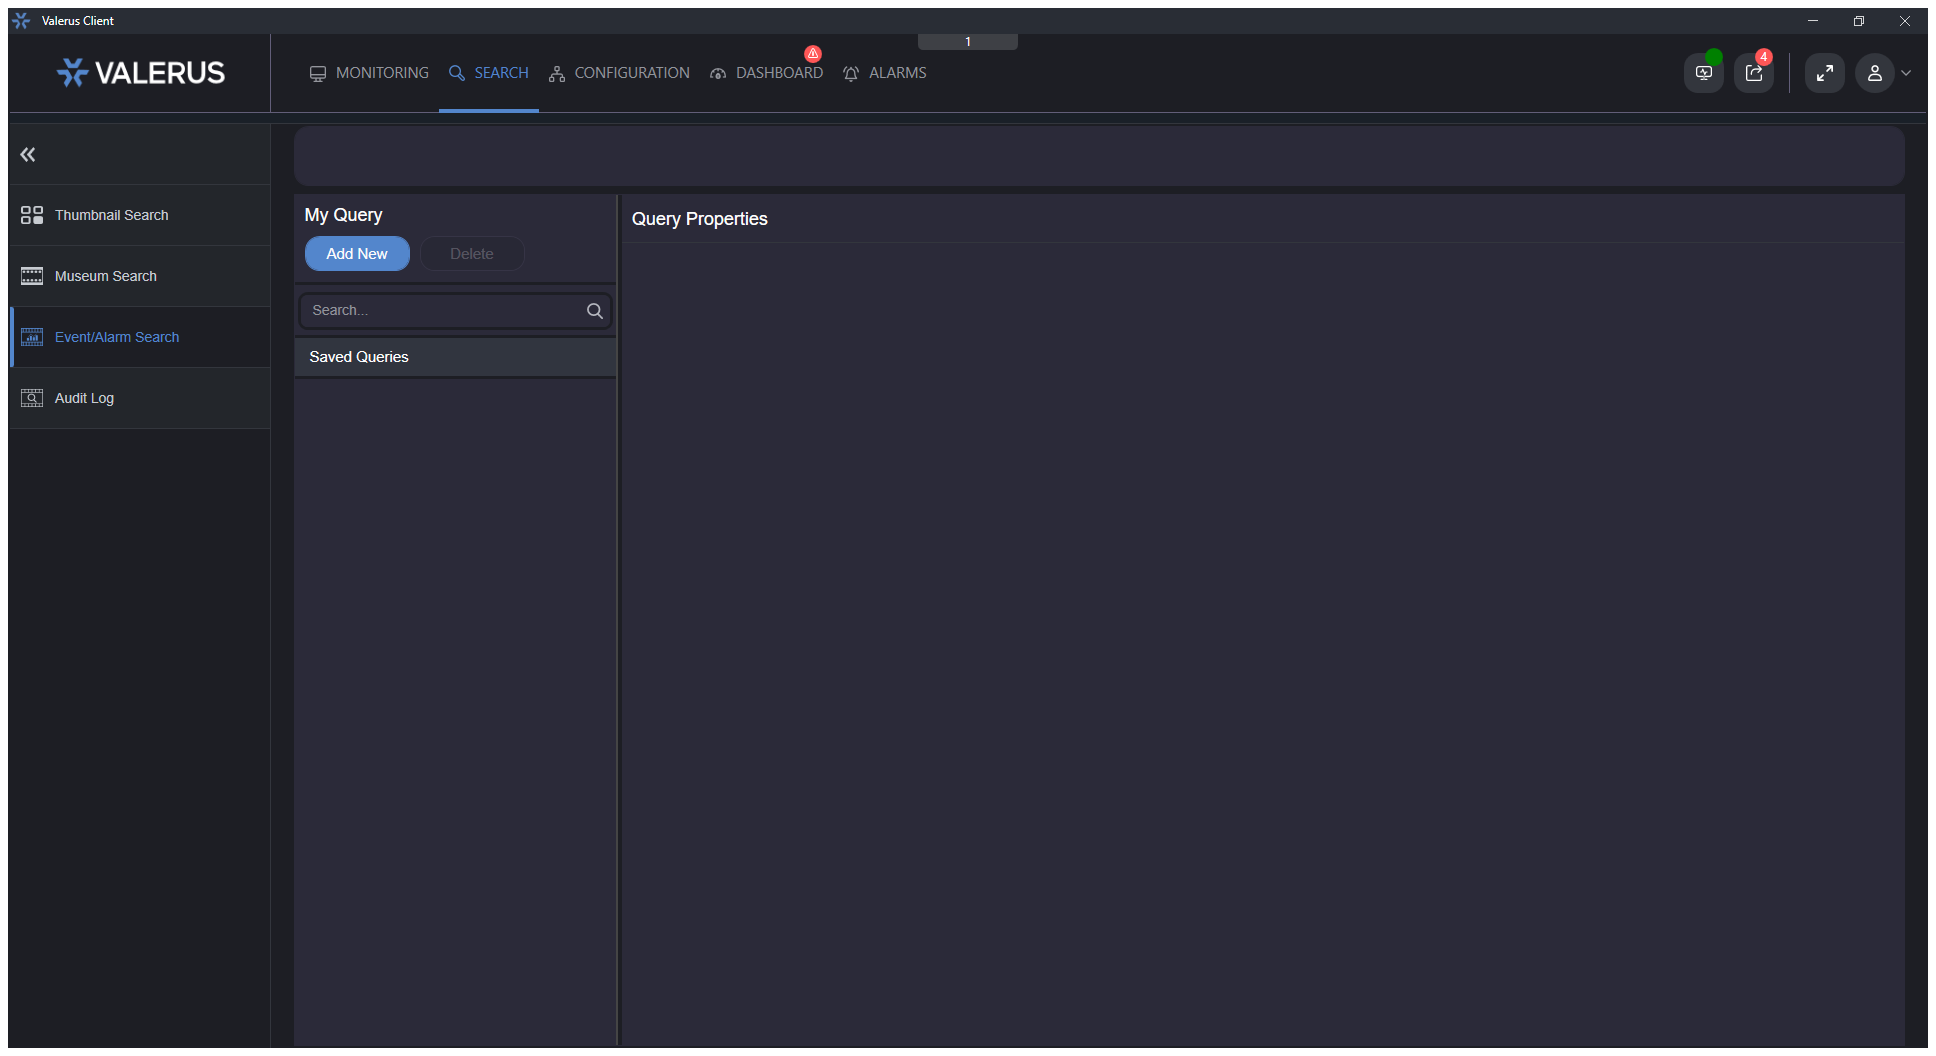 Valerus Client
1
VALERUS
MONITORING
SEARCH
CONFIGURATION
DASHBOARD
ALARMS
4
Thumbnail Search
Museum Search
Event/Alarm Search
Audit Log
My Query
Add New
Delete
Search...
Saved Queries
Query Properties